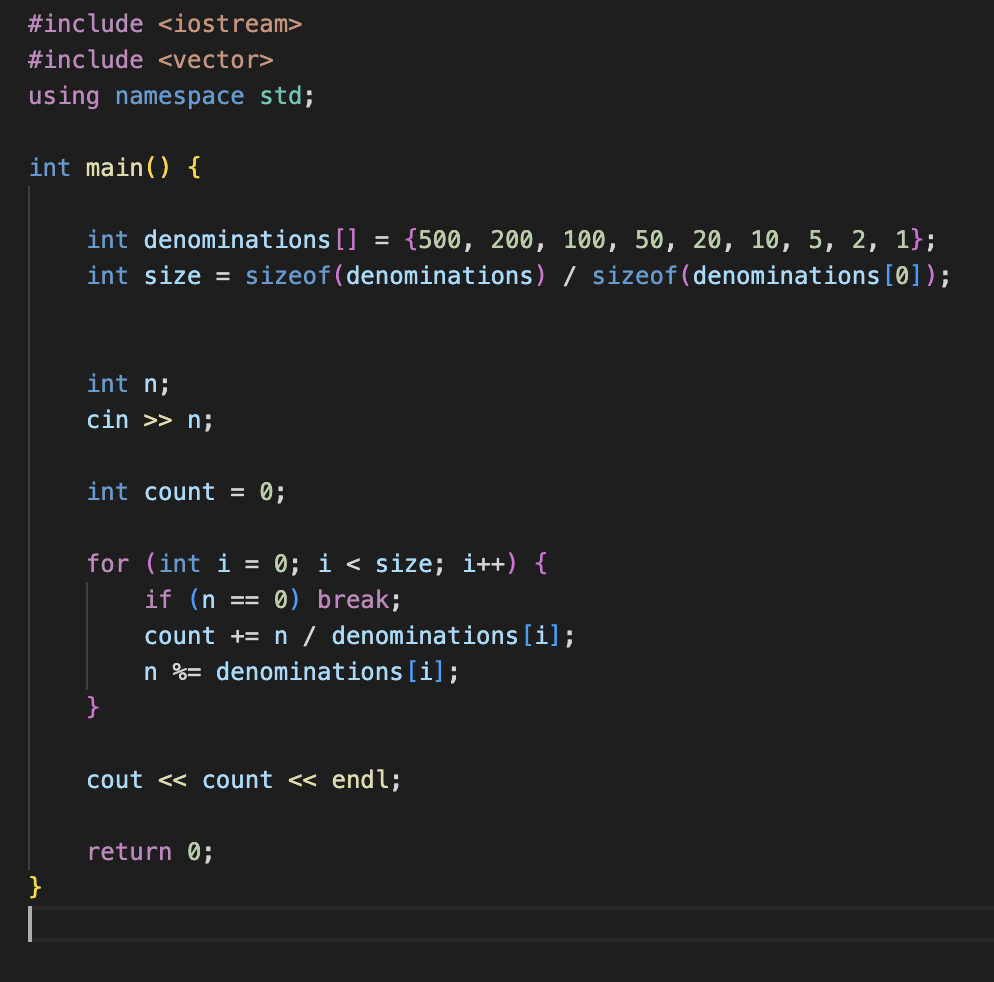 #include <iostream>
#include <vector>
using namespace std;
int main() {
    int denominations[] = {500, 200, 100, 50, 20, 10, 5, 2, 1};
    int size = sizeof(denominations) / sizeof(denominations[0]);
    int n;
    cin >> n;
    int count = 0;
    for (int i = 0; i < size; i++) {
        if (n == 0) break;
        count += n / denominations[i];
        n %= denominations[i];
    }
    cout << count << endl;
    return 0;
}